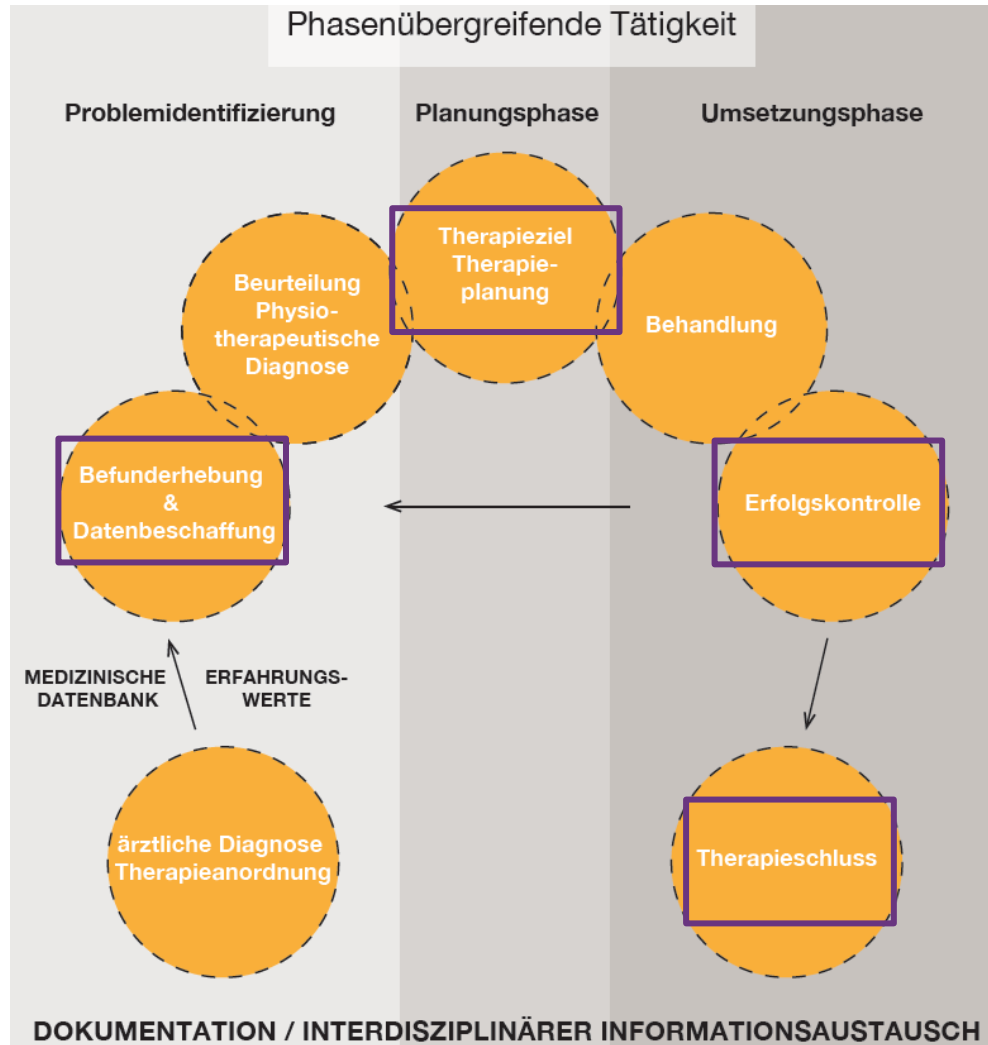 Phasenübergreifende Tätigkeit
Problemidentifizierung
Planungsphase
Umsetzungsphase
Therapieziel
Therapie-
planung
Beurteilung
Physio-
therapeutische
Diagnose
Behandlung
Befunderhebung
&
Datenbeschaffung
Erfolgskontrolle
MEDIZINISCHE
DATENBANK
ERFAHRUNGS-
WERTE
ärztliche Diagnose
Therapieanordnung
Therapieschluss
DOKUMENTATION / INTERDISZIPLINÄRER INFORMATIONSAUSTAUSCH